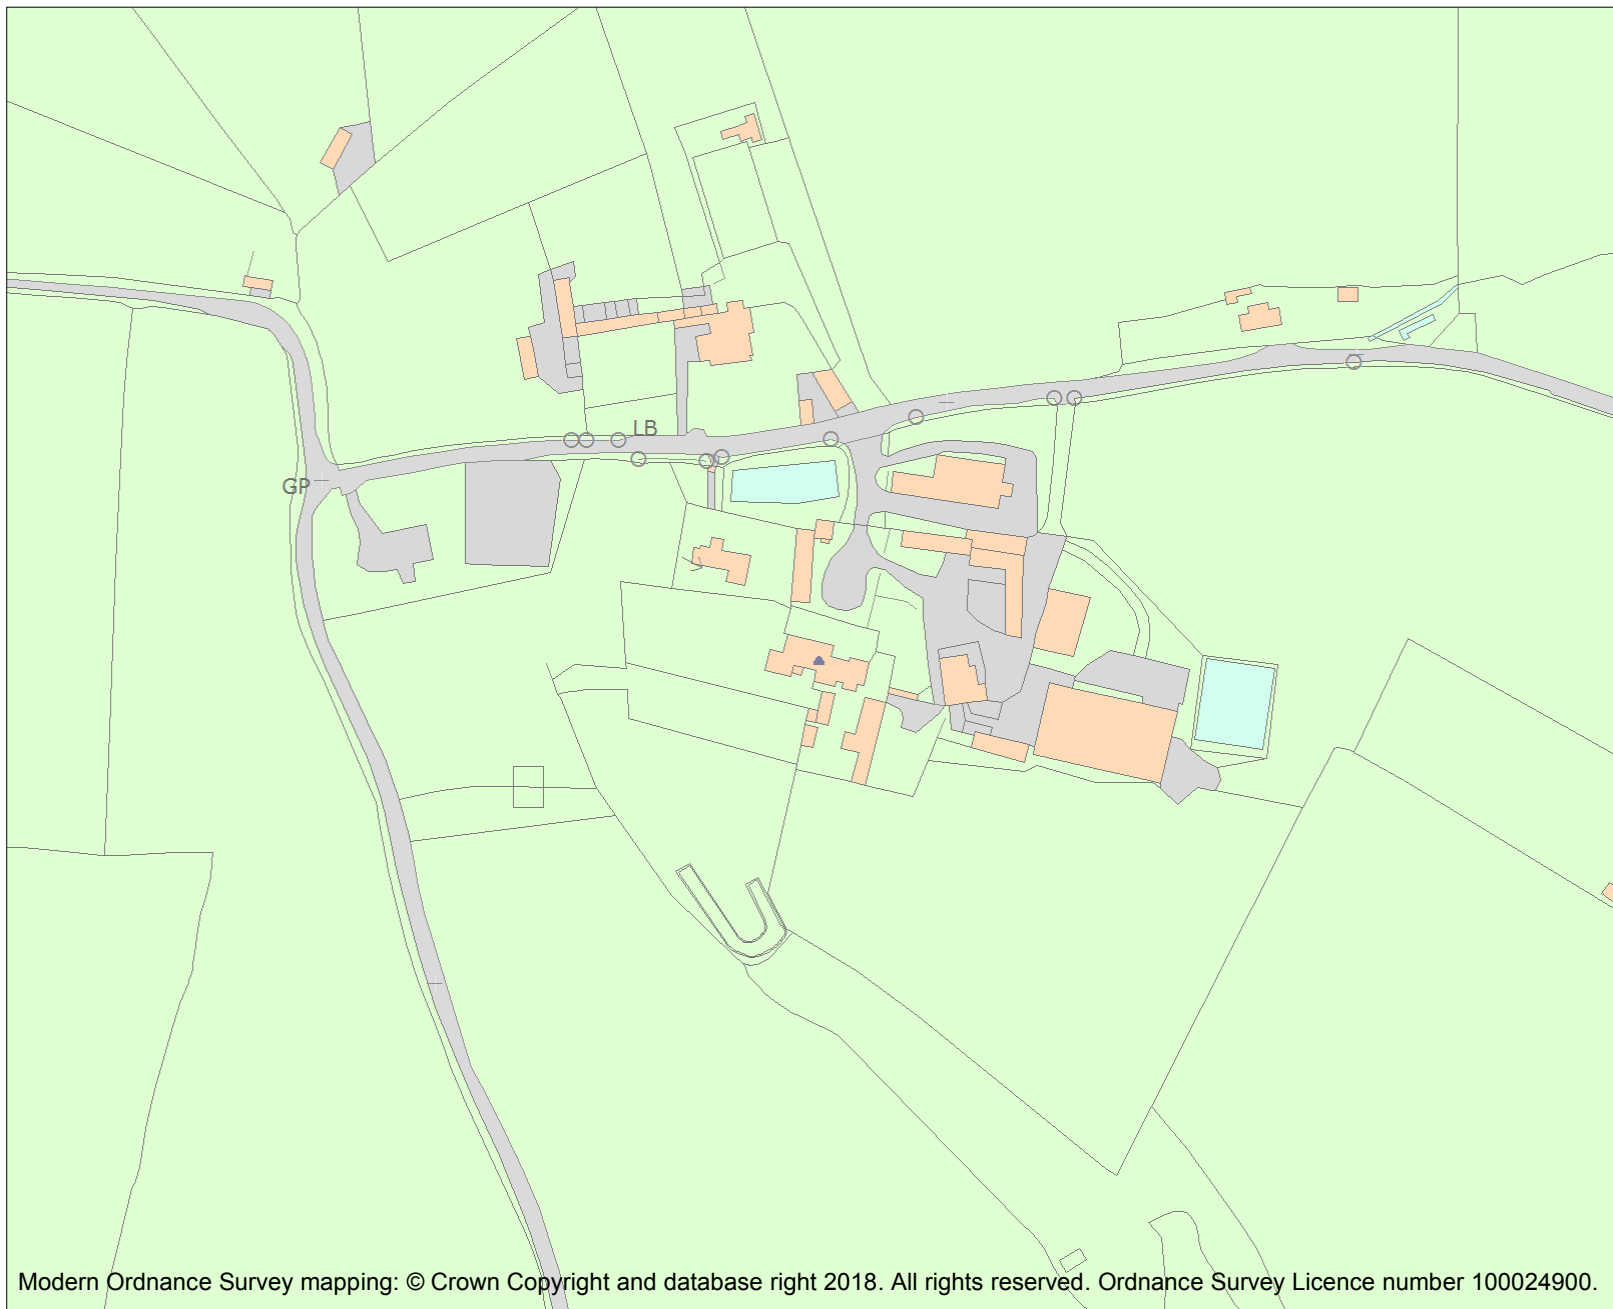 LB
GP
Modern Ordnance Survey mapping: © Crown Copyright and database right 2018. All rights reserved. Ordnance Survey Licence number 100024900.